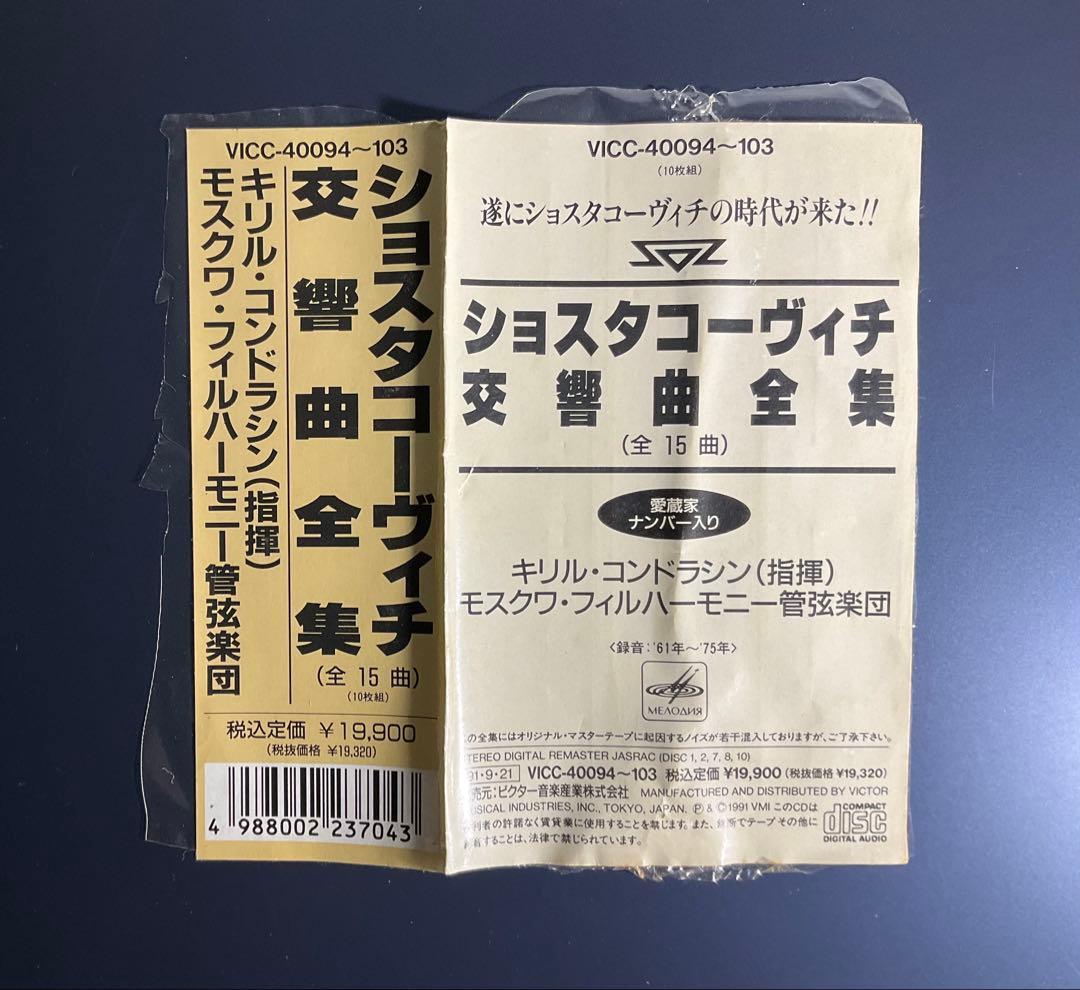 VICC-40094～103
ショスタコーヴィチ
交響曲全集
(全 15 曲)
(10枚組)
キリル・コンドラシン(指揮)
モスクワ・フィルハーモニー管弦楽団
税込定価 ￥19,900
(税抜価格 ￥19,320)
4 988002 237043
VICC-40094～103
(10枚組)
遂にショスタコーヴィチの時代が来た!!
ショスタコーヴィチ
交響曲全集
(全 15 曲)
愛蔵家
ナンバー入り
キリル・コンドラシン(指揮)
モスクワ・フィルハーモニー管弦楽団
〈録音：'61年～'75年〉
МЕЛОДИЯ
の全集にはオリジナル・マスターテープに起因するノイズが若干混入しておりますが、ご了承下さい。
TEREO DIGITAL REMASTER JASRAC (DISC 1, 2, 7, 8, 10)
91・9・21 VICC-40094～103 税込定価￥19,900 (税抜価格 ￥19,320)
売元：ビクター音楽産業株式会社 MANUFACTURED AND DISTRIBUTED BY VICTOR
USICAL INDUSTRIES, INC., TOKYO, JAPAN. Ⓟ & Ⓒ 1991 VMI このCDは
利者の許諾なく賃貸業に使用することを禁じます。また、無断でテープその他に
することは、法律で禁じられています。
COMPACT
disc
DIGITAL AUDIO